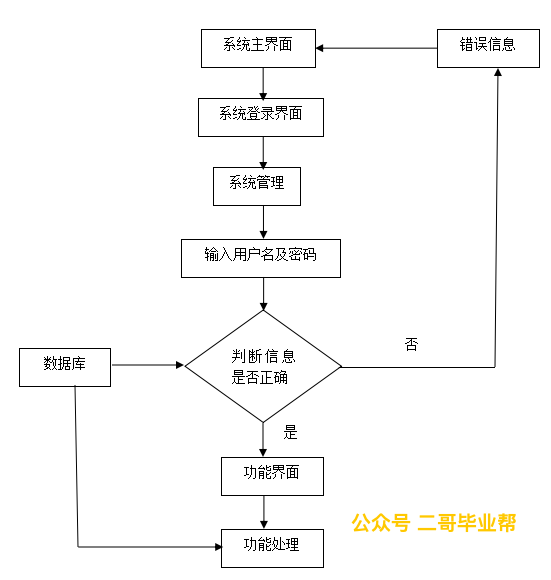 系统主界面
错误信息
系统登录界面
系统管理
输入用户名及密码
否
判断信息
是否正确
数据库
是
功能界面
公众号 二哥毕业帮
功能处理